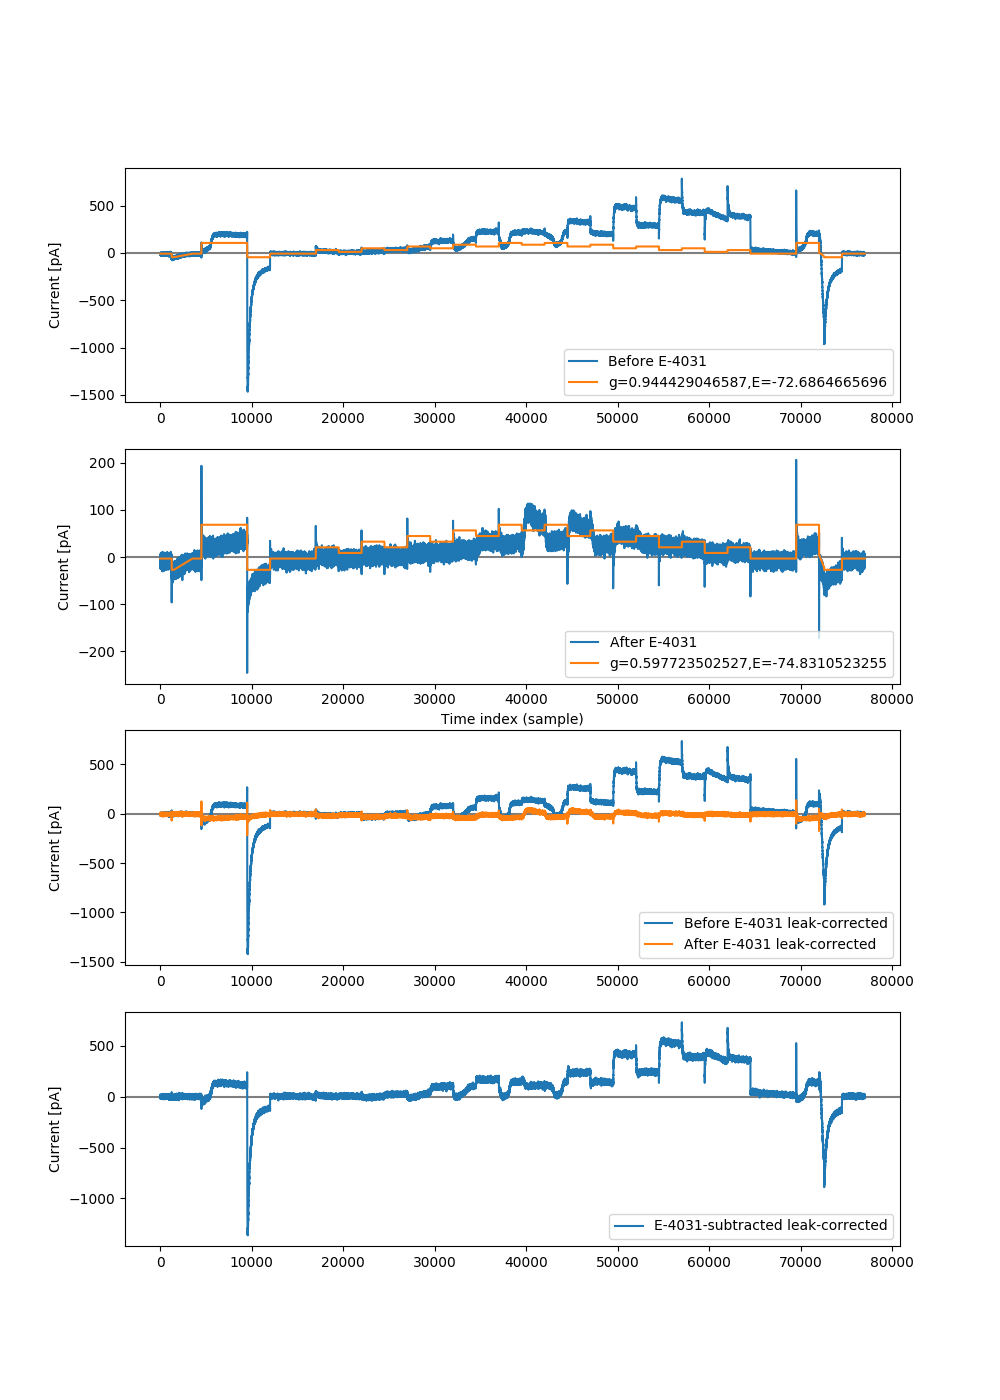 500
0
−500
−1000
−1500
Current [pA]
Before E-4031
g=0.944429046587,E=-72.6864665696
0 10000 20000 30000 40000 50000 60000 70000 80000
200
100
0
−100
−200
Current [pA]
After E-4031
g=0.597723502527,E=-74.8310523255
0 10000 20000 30000 40000 50000 60000 70000 80000
Time index (sample)
500
0
−500
−1000
−1500
Current [pA]
Before E-4031 leak-corrected
After E-4031 leak-corrected
0 10000 20000 30000 40000 50000 60000 70000 80000
500
0
−500
−1000
Current [pA]
E-4031-subtracted leak-corrected
0 10000 20000 30000 40000 50000 60000 70000 80000